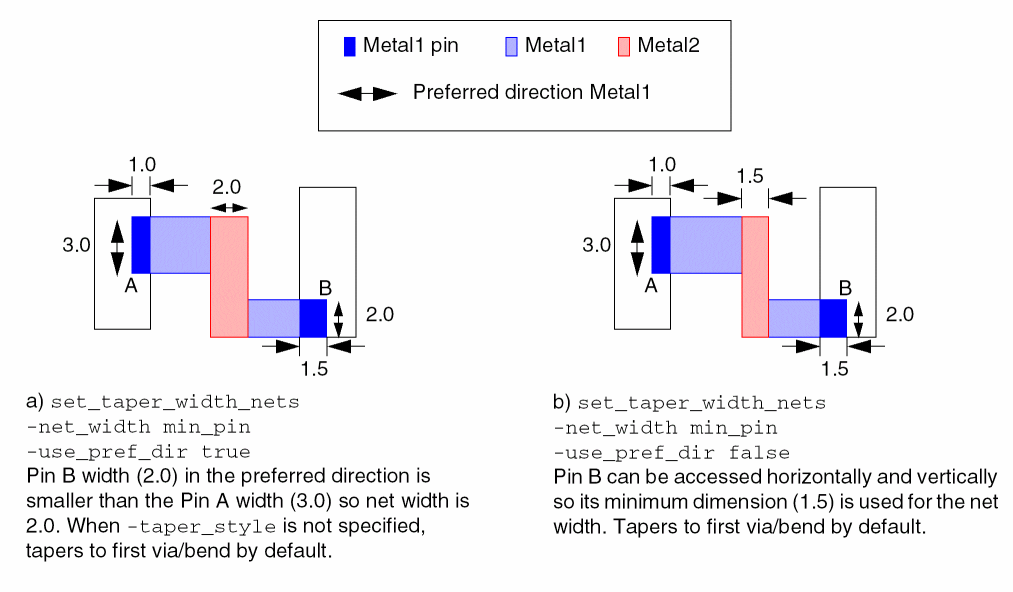 Metal1 pin
Metal1
Metal2
Preferred direction Metal1
1.0
2.0
3.0
A
B
2.0
1.5
1.0
1.5
3.0
A
B
2.0
1.5
a) set_taper_width_nets
-net_width min_pin
-use_pref_dir true
Pin B width (2.0) in the preferred direction is
smaller than the Pin A width (3.0) so net width is
2.0. When -taper_style is not specified,
tapers to first via/bend by default.
b) set_taper_width_nets
-net_width min_pin
-use_pref_dir false
Pin B can be accessed horizontally and vertically
so its minimum dimension (1.5) is used for the net
width. Tapers to first via/bend by default.